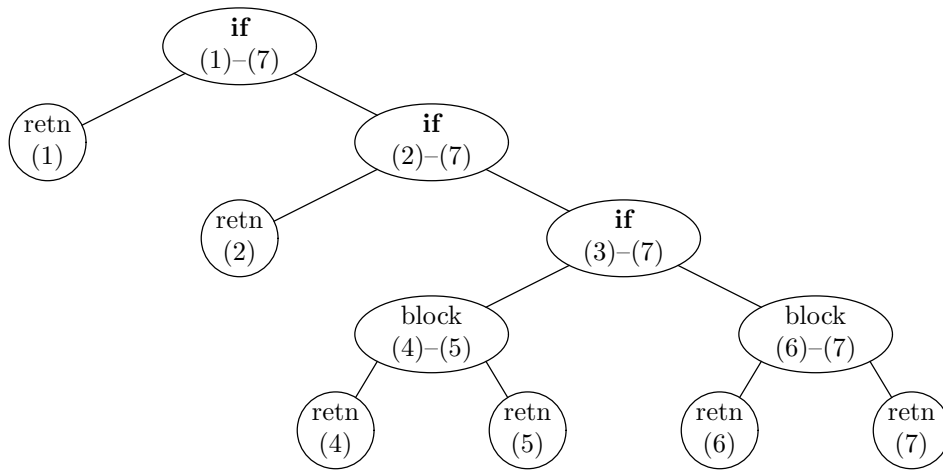 if
(1)–(7)
retn
(1)
if
(2)–(7)
retn
(2)
if
(3)–(7)
block
(4)–(5)
block
(6)–(7)
retn
(4)
retn
(5)
retn
(6)
retn
(7)